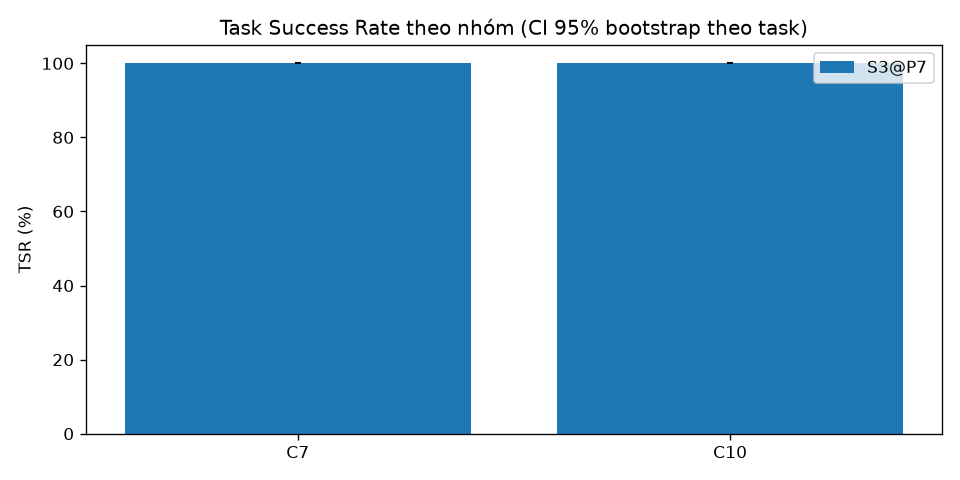 Task Success Rate theo nhóm (CI 95% bootstrap theo task)
S3@P7
TSR (%)
100
80
60
40
20
0
C7
C10